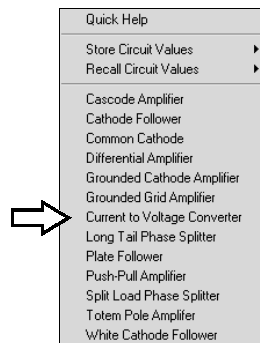 Quick Help
Store Circuit Values
Recall Circuit Values
Cascode Amplifier
Cathode Follower
Common Cathode
Differential Amplifier
Grounded Cathode Amplifier
Grounded Grid Amplifier
Current to Voltage Converter
Long Tail Phase Splitter
Plate Follower
Push-Pull Amplifier
Split Load Phase Splitter
Totem Pole Amplifer
White Cathode Follower